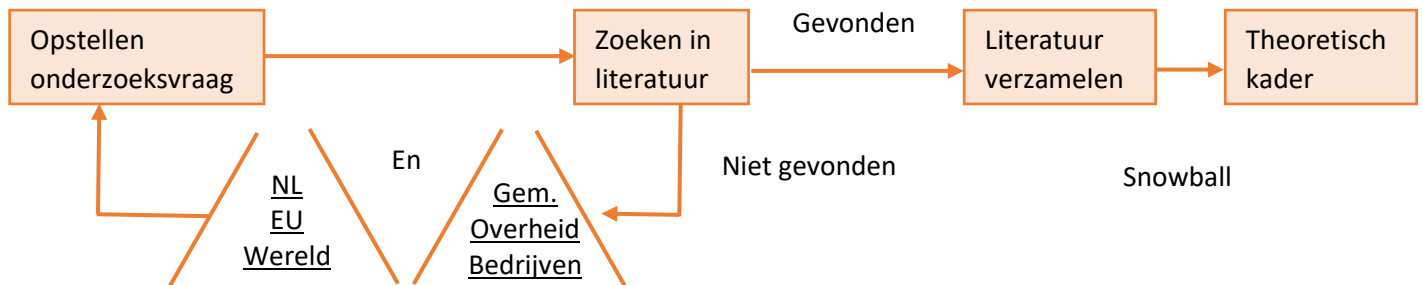 Opstellen
onderzoeksvraag
Zoeken in
literatuur
Gevonden
Literatuur
verzamelen
Theoretisch
kader
NL
EU
Wereld
En
Gem.
Overheid
Bedrijven
Niet gevonden
Snowball